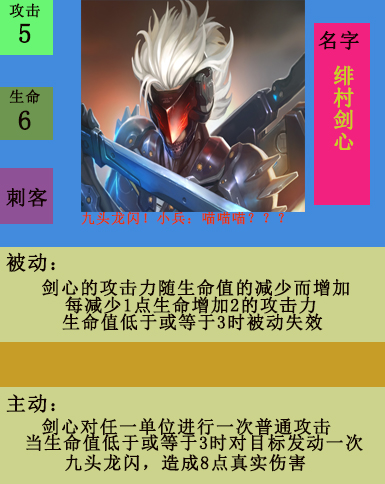 攻击
5
生命
6
刺客
名字
绯村剑心
九头龙闪！小兵：喵喵喵？？？
被动：
剑心的攻击力随生命值的减少而增加
每减少1点生命增加2的攻击力
生命值低于或等于3时被动失效
主动：
剑心对任一单位进行一次普通攻击
当生命值低于或等于3时对目标发动一次
九头龙闪，造成8点真实伤害